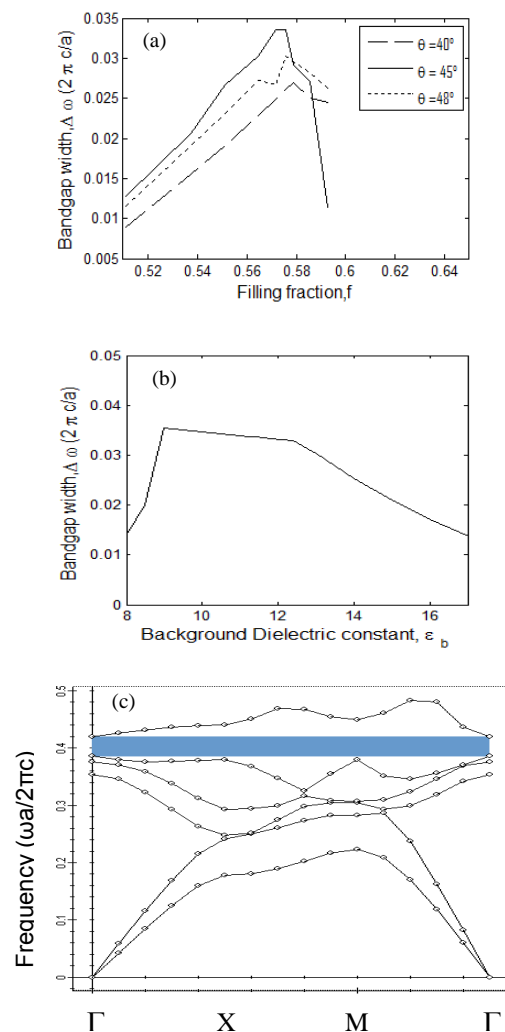 (a)
0.035
0.03
0.025
0.02
0.015
0.01
0.005
Bandgap width,Δ ω (2 π c/a)
θ =40º
θ =45º
θ =48º
0.52 0.54 0.56 0.58 0.6 0.62 0.64
Filling fraction,f
(b)
0.05
0.04
0.03
0.02
0.01
0
Bandgap width,Δ ω (2 π c/a)
8 10 12 14 16
Background Dielectric constant, ε b
(c)
0.5
0.4
0.3
0.2
0.1
0
Frequency (ωa/2πc)
Γ X M Γ